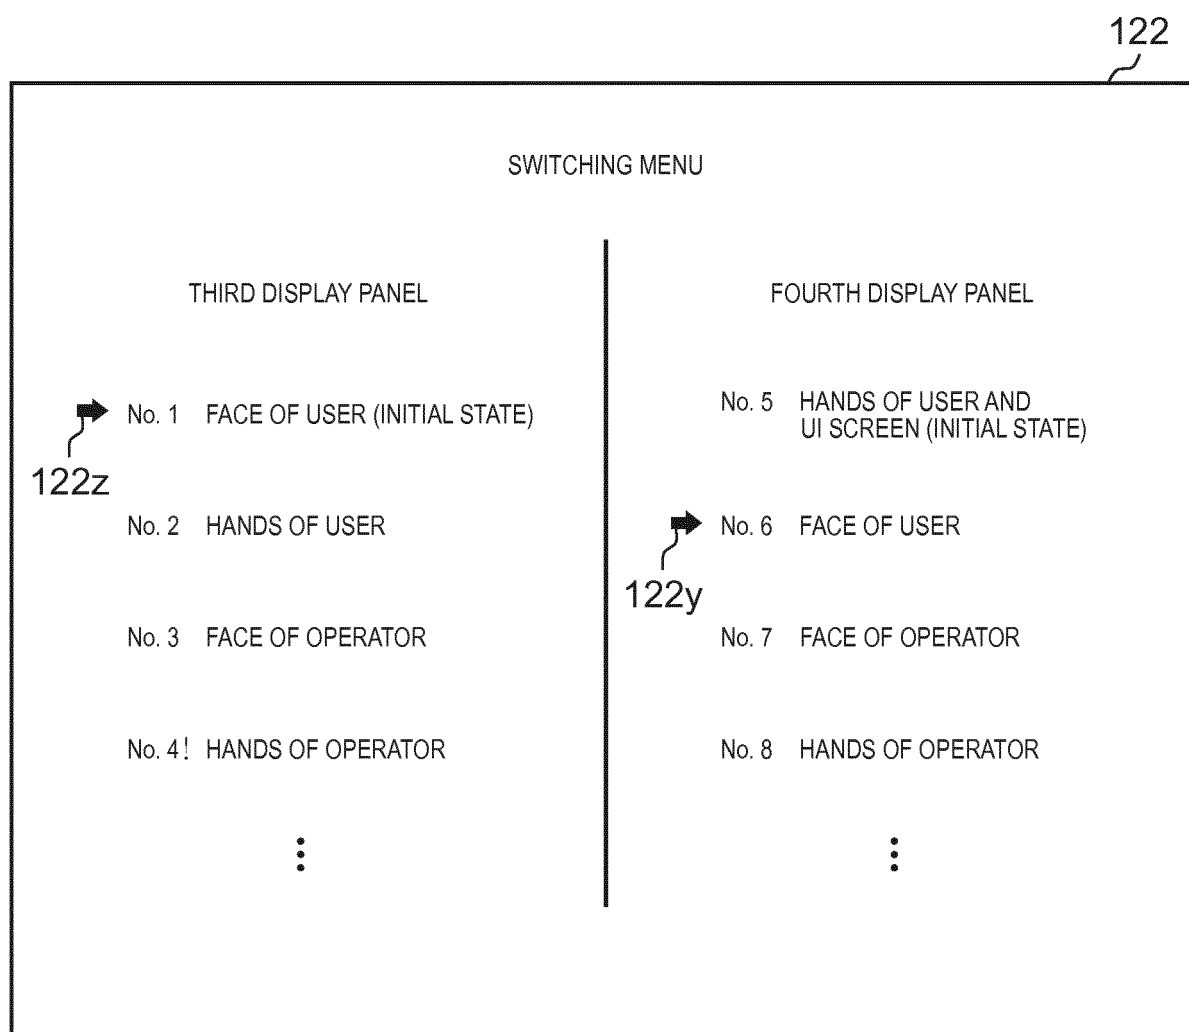 122
SWITCHING MENU
THIRD DISPLAY PANEL
No. 1 FACE OF USER (INITIAL STATE)
122z
No. 2 HANDS OF USER
No. 3 FACE OF OPERATOR
No. 4! HANDS OF OPERATOR
FOURTH DISPLAY PANEL
No. 5 HANDS OF USER AND
UI SCREEN (INITIAL STATE)
No. 6 FACE OF USER
122y
No. 7 FACE OF OPERATOR
No. 8 HANDS OF OPERATOR